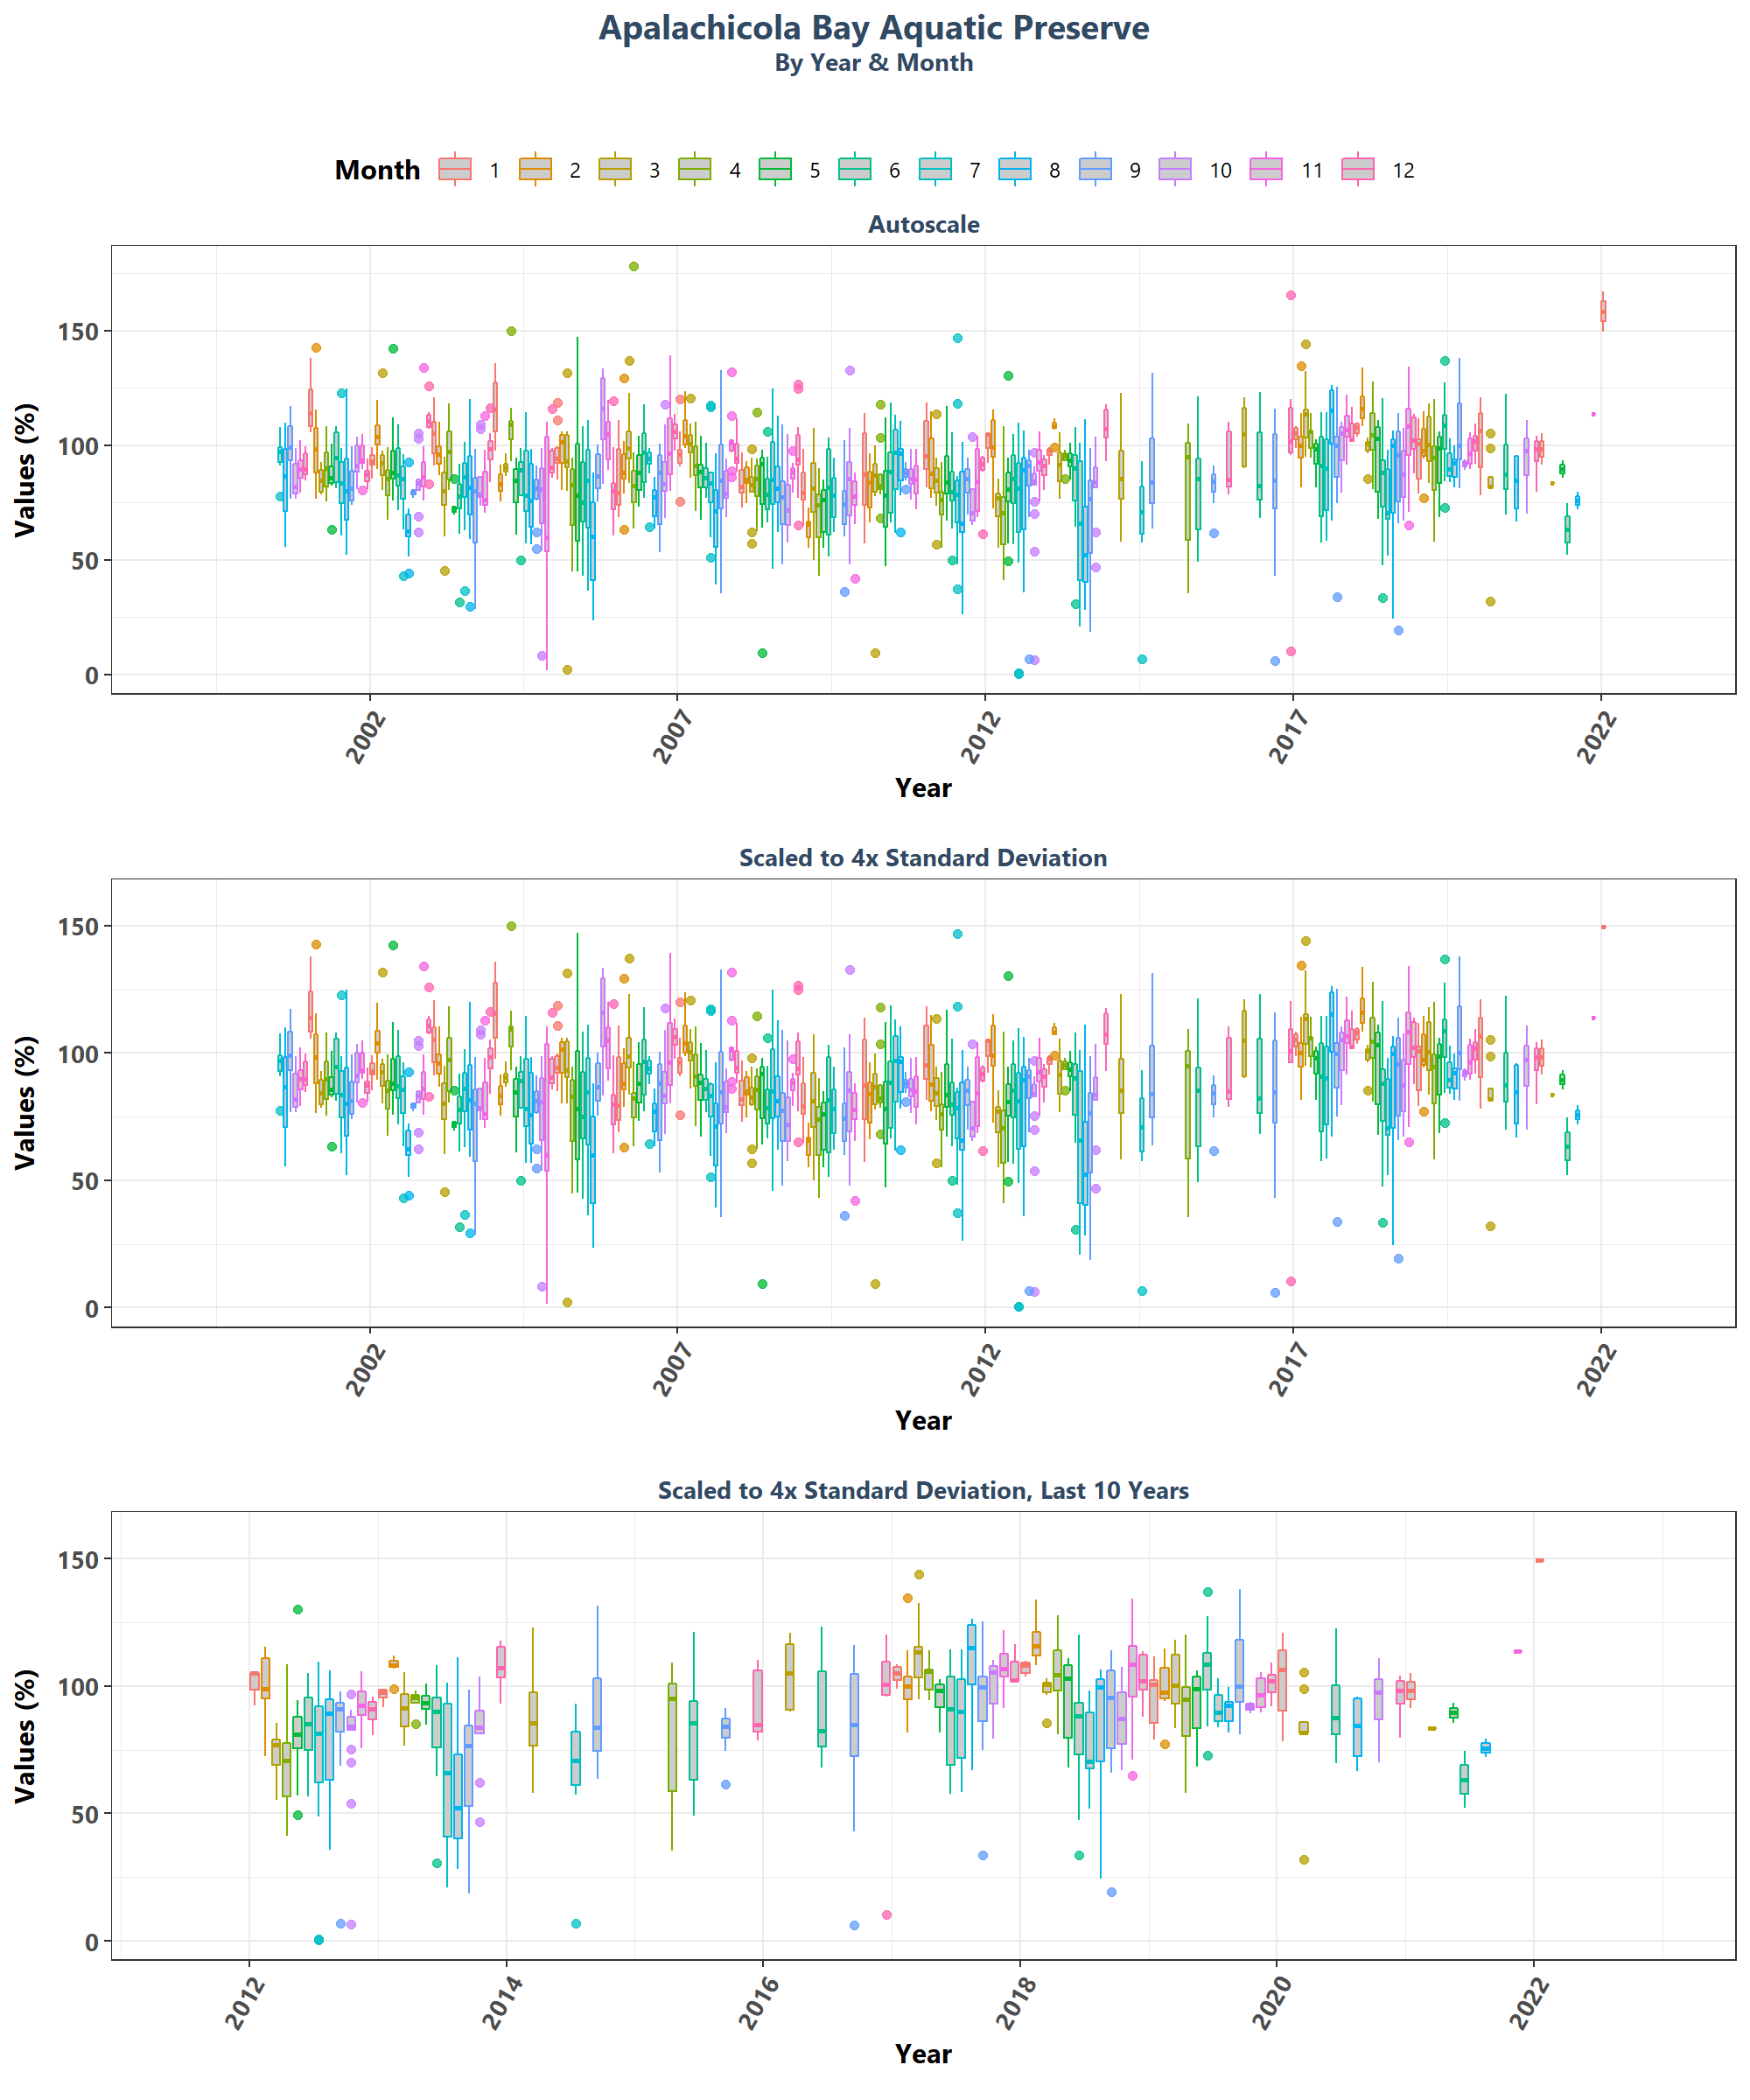 Apalachicola Bay Aquatic Preserve
By Year & Month
Month 1 2 3 4 5 6 7 8 9 10 11 12
Autoscale
Values (%)
150
100
50
0
2002 2007 2012 2017 2022
Year
Scaled to 4x Standard Deviation
Values (%)
150
100
50
0
2002 2007 2012 2017 2022
Year
Scaled to 4x Standard Deviation, Last 10 Years
Values (%)
150
100
50
0
2012 2014 2016 2018 2020 2022
Year